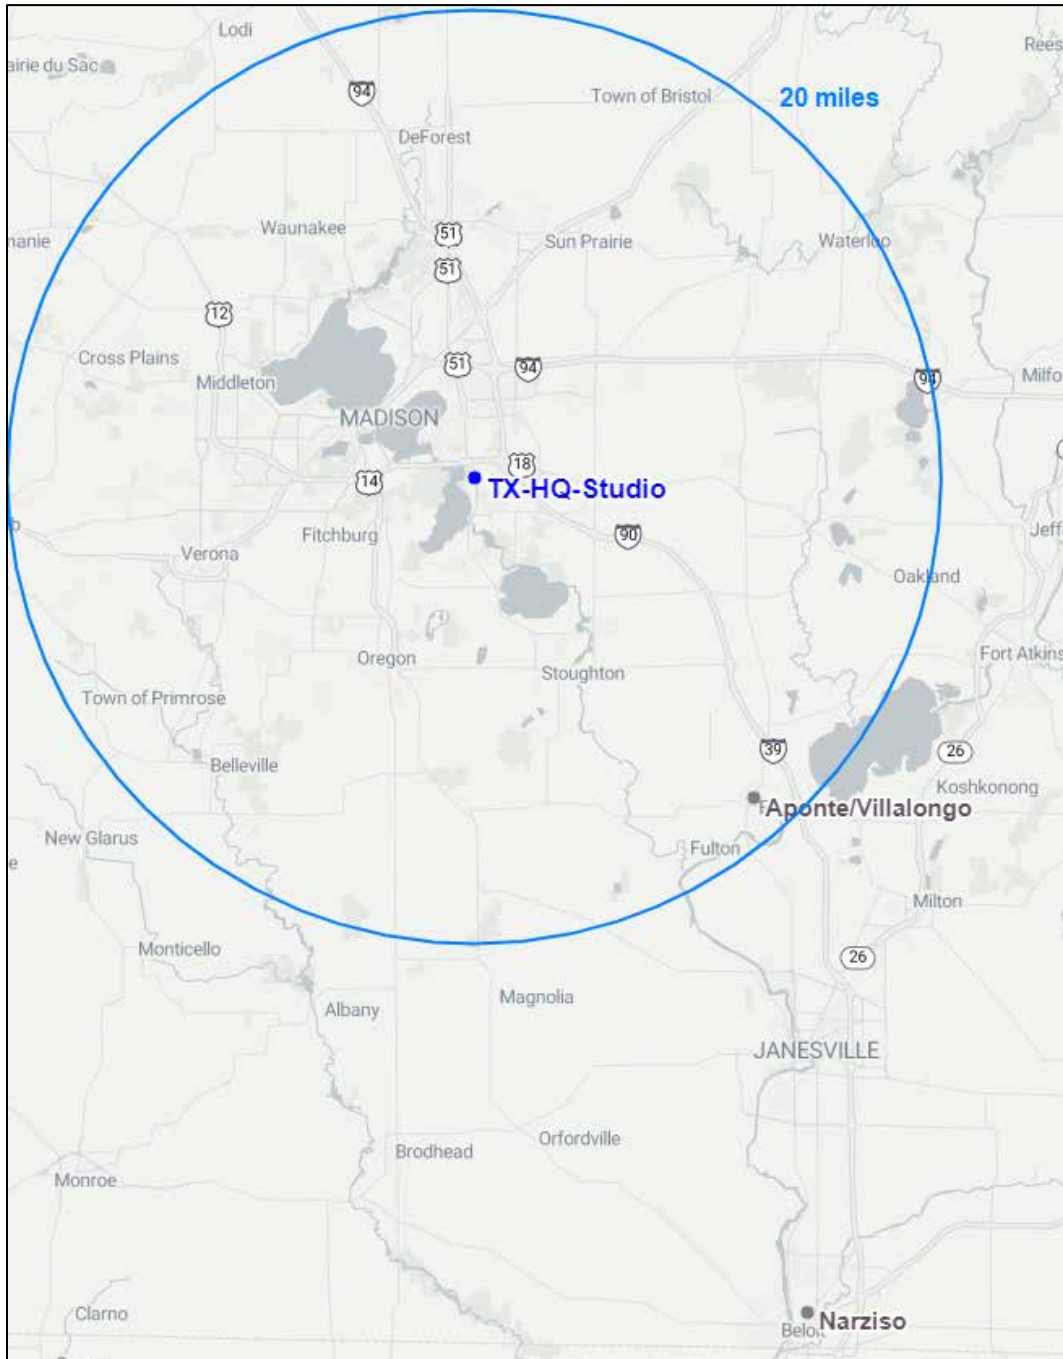 Lodi
Rees
airie du Sac
94
Town of Bristol
20 miles
DeForest
Waunakee
51
Sun Prairie
Waterloo
manie
51
12
Cross Plains
51
94
94
Milfo
Middleton
MADISON
18
14
TX-HQ-Studio
Fitchburg
90
Jeff
Verona
Oakland
Oregon
Stoughton
Fort Atkins
Town of Primrose
39
26
Belleville
Koshkonong
Aponte/Villalongo
New Glarus
Fulton
Milton
Monticello
26
Albany
Magnolia
JANESVILLE
Orfordville
Brodhead
Monroe
Clarno
Narziso
Beloit